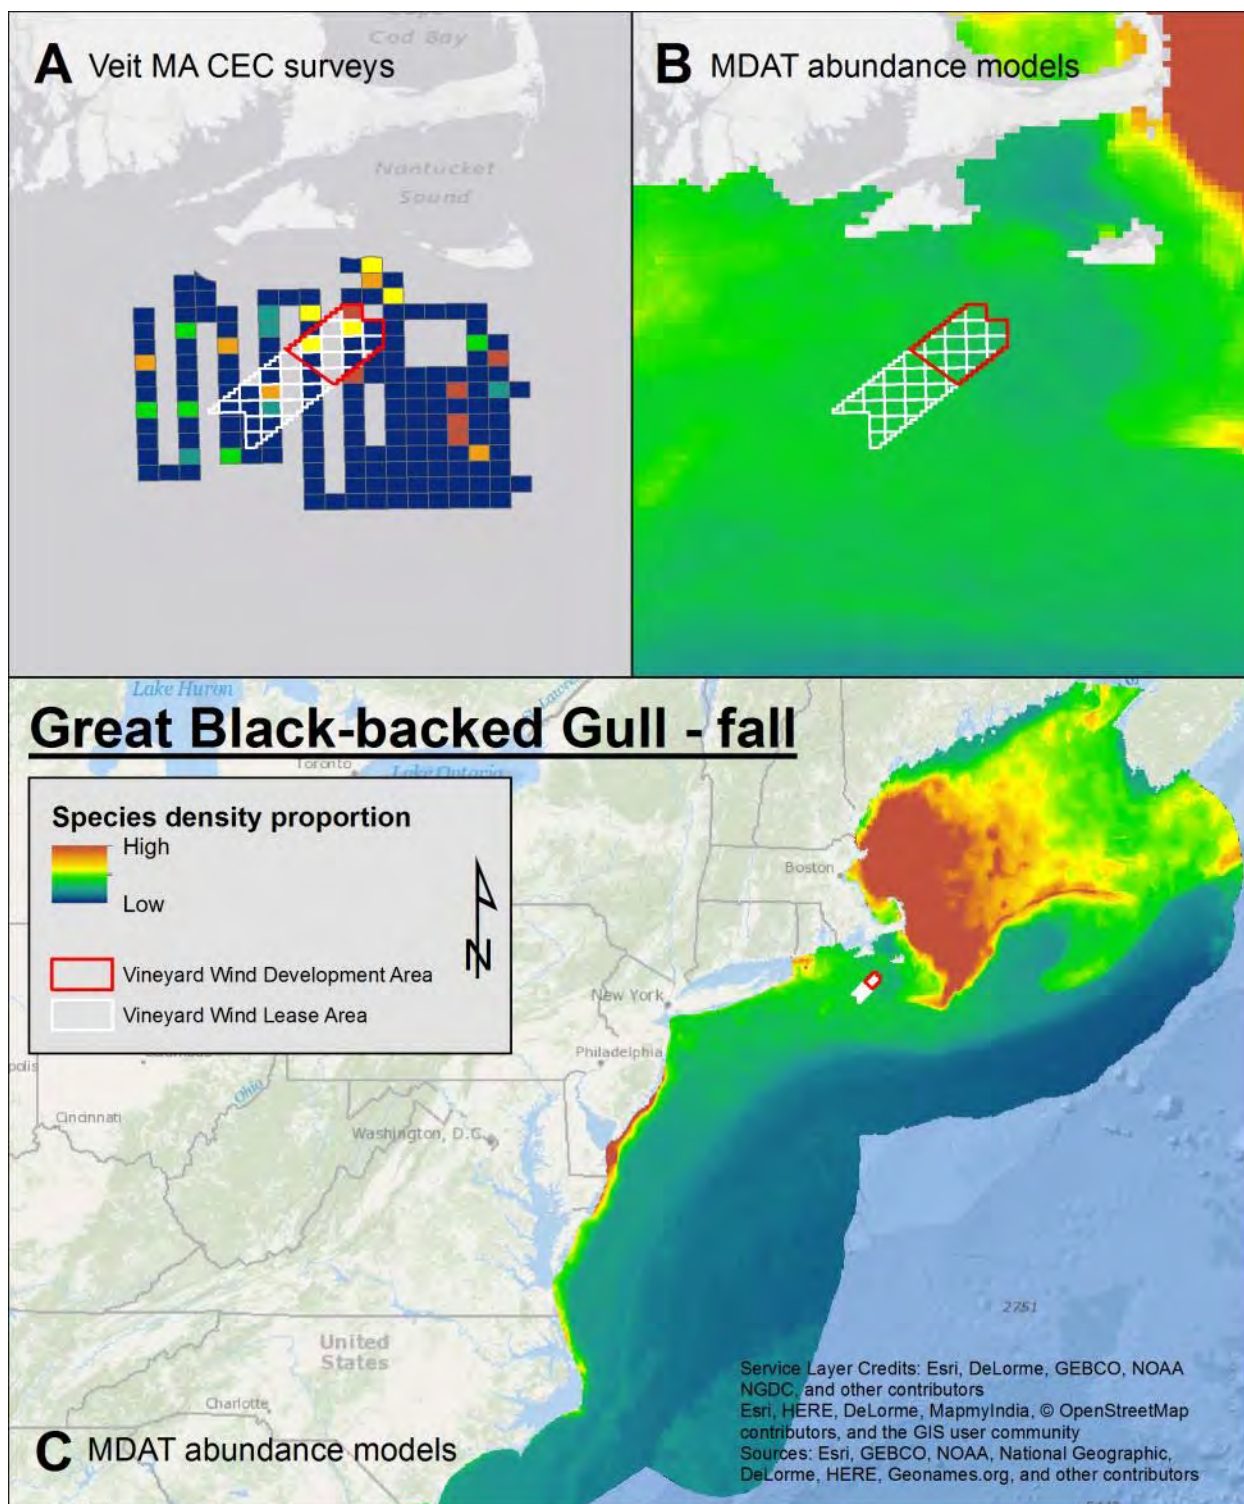 Cod Bay
A Veit MA CEC surveys
Nantucket
Sound
B MDAT abundance models
Lake Huron
Great Black-backed Gull - fall
Toronto
Lake Ontario
Species density proportion
High
Low
N
Vineyard Wind Development Area
Vineyard Wind Lease Area
Boston
New York
Philadelphia
Ohio
Cincinnati
Washington, D.C.
2751
United
States
Charlotte
Service Layer Credits: Esri, DeLorme, GEBCO, NOAA
NGDC, and other contributors
Esri, HERE, DeLorme, MapmyIndia, © OpenStreetMap
contributors, and the GIS user community
Sources: Esri, GEBCO, NOAA, National Geographic,
DeLorme, HERE, Geonames.org, and other contributors
C MDAT abundance models